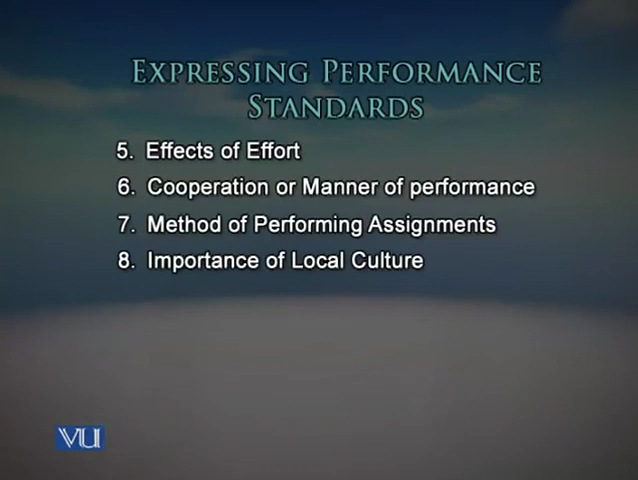 EXPRESSING PERFORMANCE
STANDARDS
5. Effects of Effort
6. Cooperation or Manner of performance
7. Method of Performing Assignments
8. Importance of Local Culture
VU